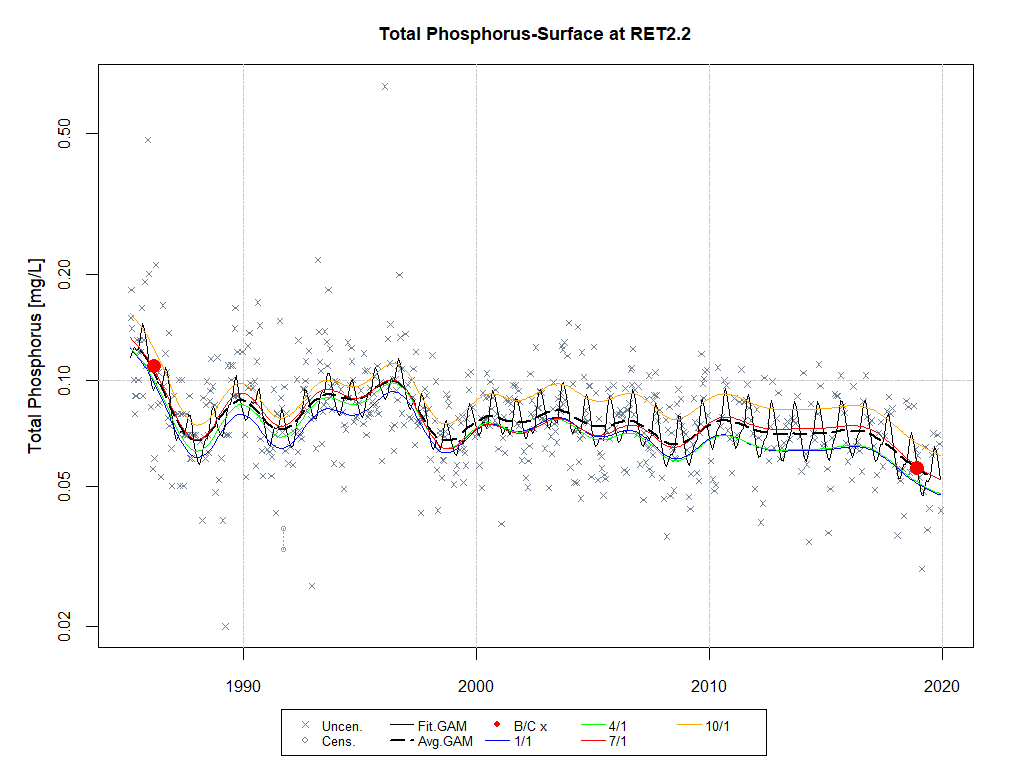 Total Phosphorus-Surface at RET2.2
Total Phosphorus [mg/L]
0.50
0.20
0.10
0.05
0.02
1990 2000 2010 2020
Uncen. Fit.GAM B/C x 4/1 10/1
Cens. Avg.GAM 1/1 7/1